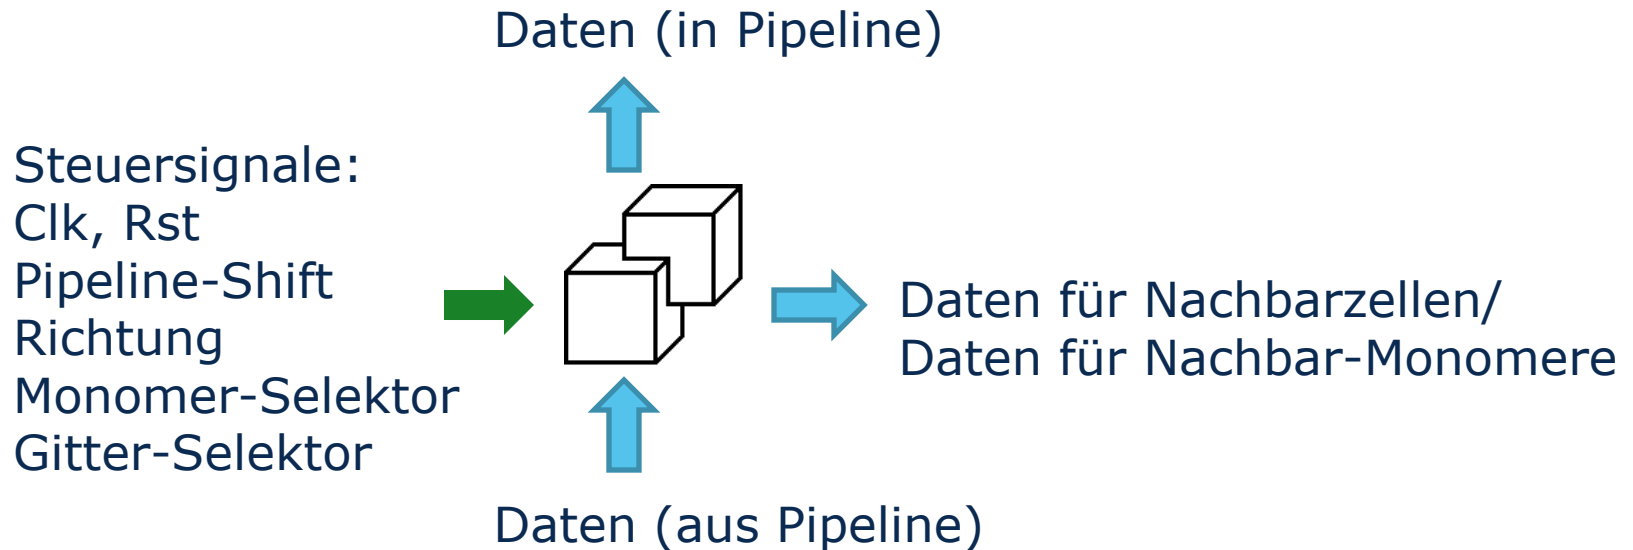 Daten (in Pipeline)
Steuersignale:
Clk, Rst
Pipeline-Shift
Richtung
Monomer-Selektor
Gitter-Selektor
Daten für Nachbarzellen/
Daten für Nachbar-Monomere
Daten (aus Pipeline)